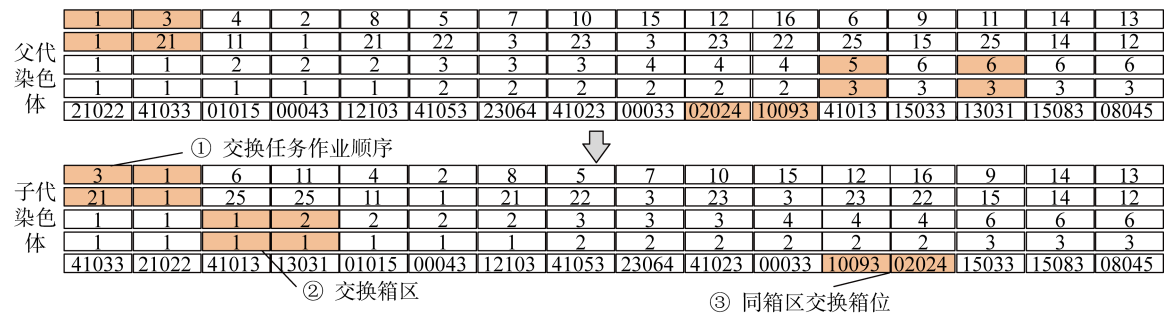 1 3 4 2 8 5 7 10 15 12 16 6 9 11 14 13
1 21 11 1 21 22 3 23 3 23 22 25 15 25 14 12
父代染色体
1 1 2 2 2 3 3 3 4 4 4 5 6 6 6 6
1 1 1 1 1 2 2 2 2 2 2 3 3 3 3 3
21022 41033 01015 00043 12103 41053 23064 41023 00033 02024 10093 41013 15033 13031 15083 08045
① 交换任务作业顺序
3 1 6 11 4 2 8 5 7 10 15 12 16 9 14 13
21 1 25 25 11 1 21 22 3 23 3 23 22 15 14 12
子代染色体
1 1 1 2 2 2 2 3 3 3 4 4 4 6 6 6
1 1 1 1 1 1 1 2 2 2 2 2 2 3 3 3
41033 21022 41013 13031 01015 00043 12103 41053 23064 41023 00033 10093 02024 15033 15083 08045
② 交换箱区
③ 同箱区交换箱位